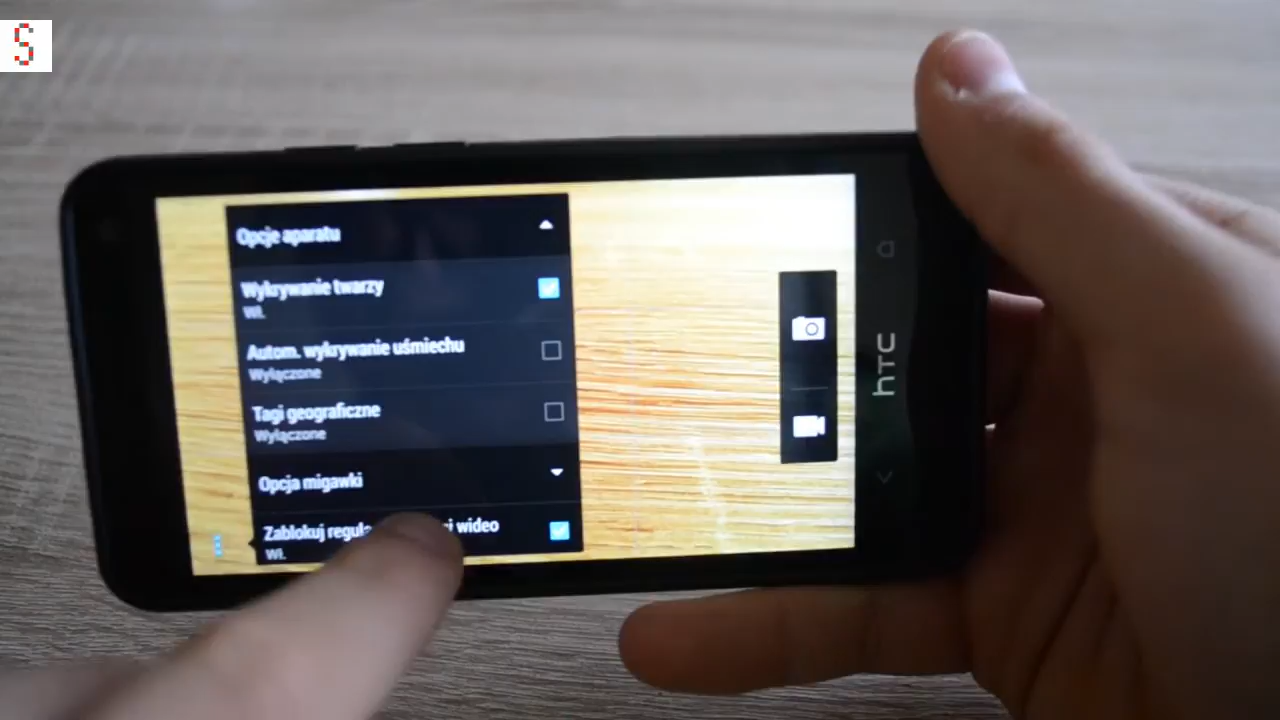 S
Opcje aparatu
Wykrywanie twarzy
Wł.
Autom. wykrywanie uśmiechu
Wyłączone
Tagi geograficzne
Wyłączone
Opcja migawki
Zablokuj wideo
Wł.
hTC